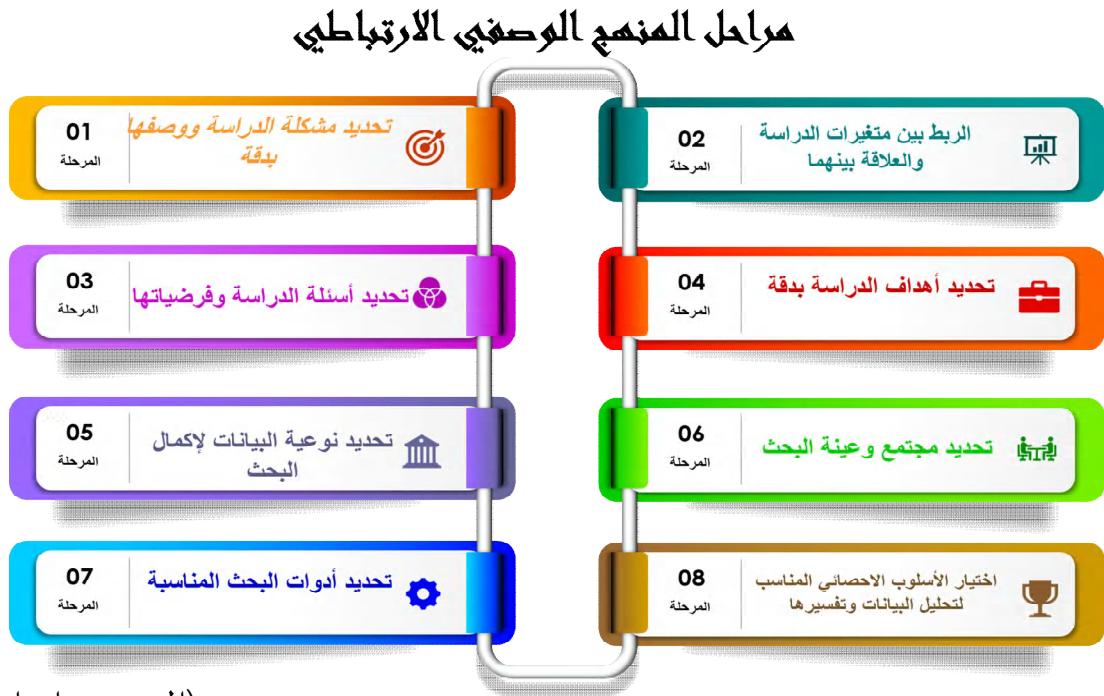 مراحل المنهج الوصفي الارتباطي
01
المرحلة
تحديد مشكلة الدراسة ووصفها
بدقة
02
المرحلة
الربط بين متغيرات الدراسة
والعلاقة بينهما
03
المرحلة
تحديد أسئلة الدراسة وفرضياتها
04
المرحلة
تحديد أهداف الدراسة بدقة
05
المرحلة
تحديد نوعية البيانات لإكمال
البحث
06
المرحلة
تحديد مجتمع وعينة البحث
07
المرحلة
تحديد أدوات البحث المناسبة
08
المرحلة
اختيار الأسلوب الاحصائي المناسب
لتحليل البيانات وتفسيرها